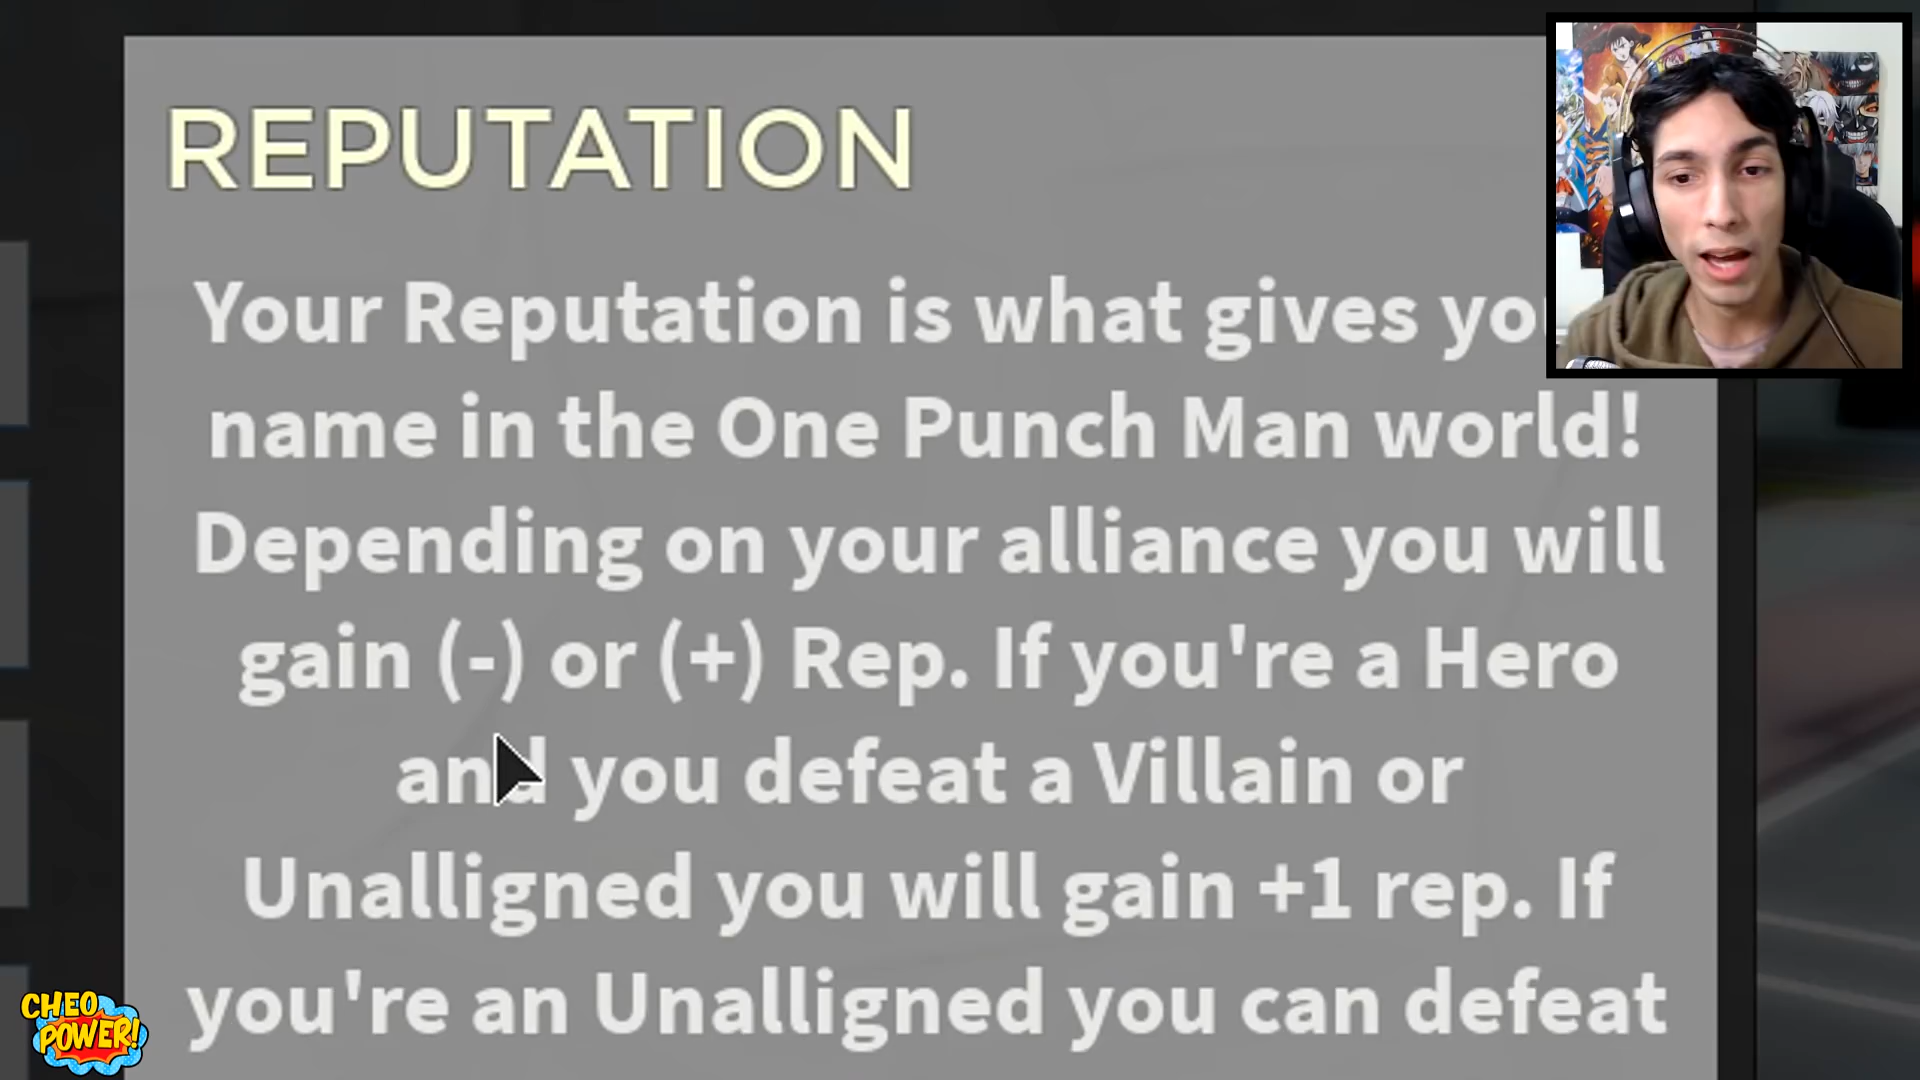 REPUTATION
Your Reputation is what gives
name in the One Punch Man world!
Depending on your alliance you will
gain (-) or (+) Rep. If you're a Hero
and you defeat a Villain or
Unalligned you will gain +1 rep. If
you're an Unalligned you can defeat
CHEO
POWER!